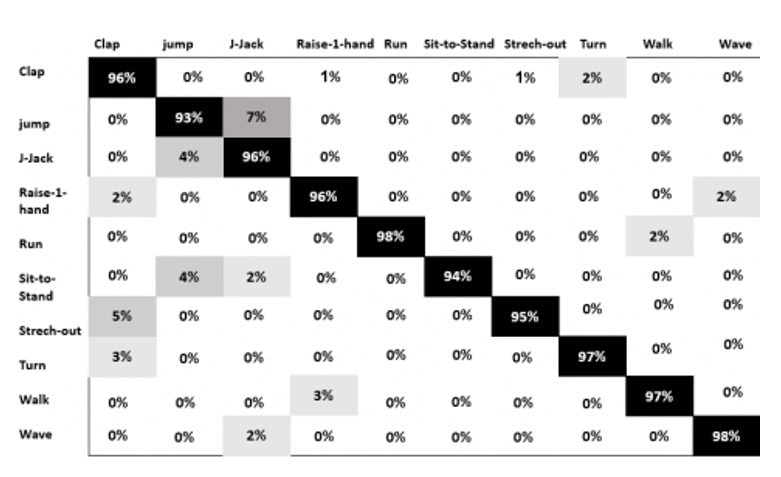 Clap jump J-Jack Raise-1-hand Run Sit-to-Stand Strech-out Turn Walk Wave
Clap 96% 0% 0% 1% 0% 0% 1% 2% 0% 0%
jump 0% 93% 7% 0% 0% 0% 0% 0% 0% 0%
J-Jack 0% 4% 96% 0% 0% 0% 0% 0% 0% 0%
Raise-1-
hand 2% 0% 0% 96% 0% 0% 0% 0% 0% 2%
Run 0% 0% 0% 0% 98% 0% 0% 0% 2% 0%
Sit-to-
Stand 0% 4% 2% 0% 0% 94% 0% 0% 0% 0%
Strech-out 5% 0% 0% 0% 0% 0% 95% 0% 0% 0%
Turn 3% 0% 0% 0% 0% 0% 0% 97% 0% 0%
Walk 0% 0% 0% 3% 0% 0% 0% 0% 97% 0%
Wave 0% 0% 2% 0% 0% 0% 0% 0% 0% 98%